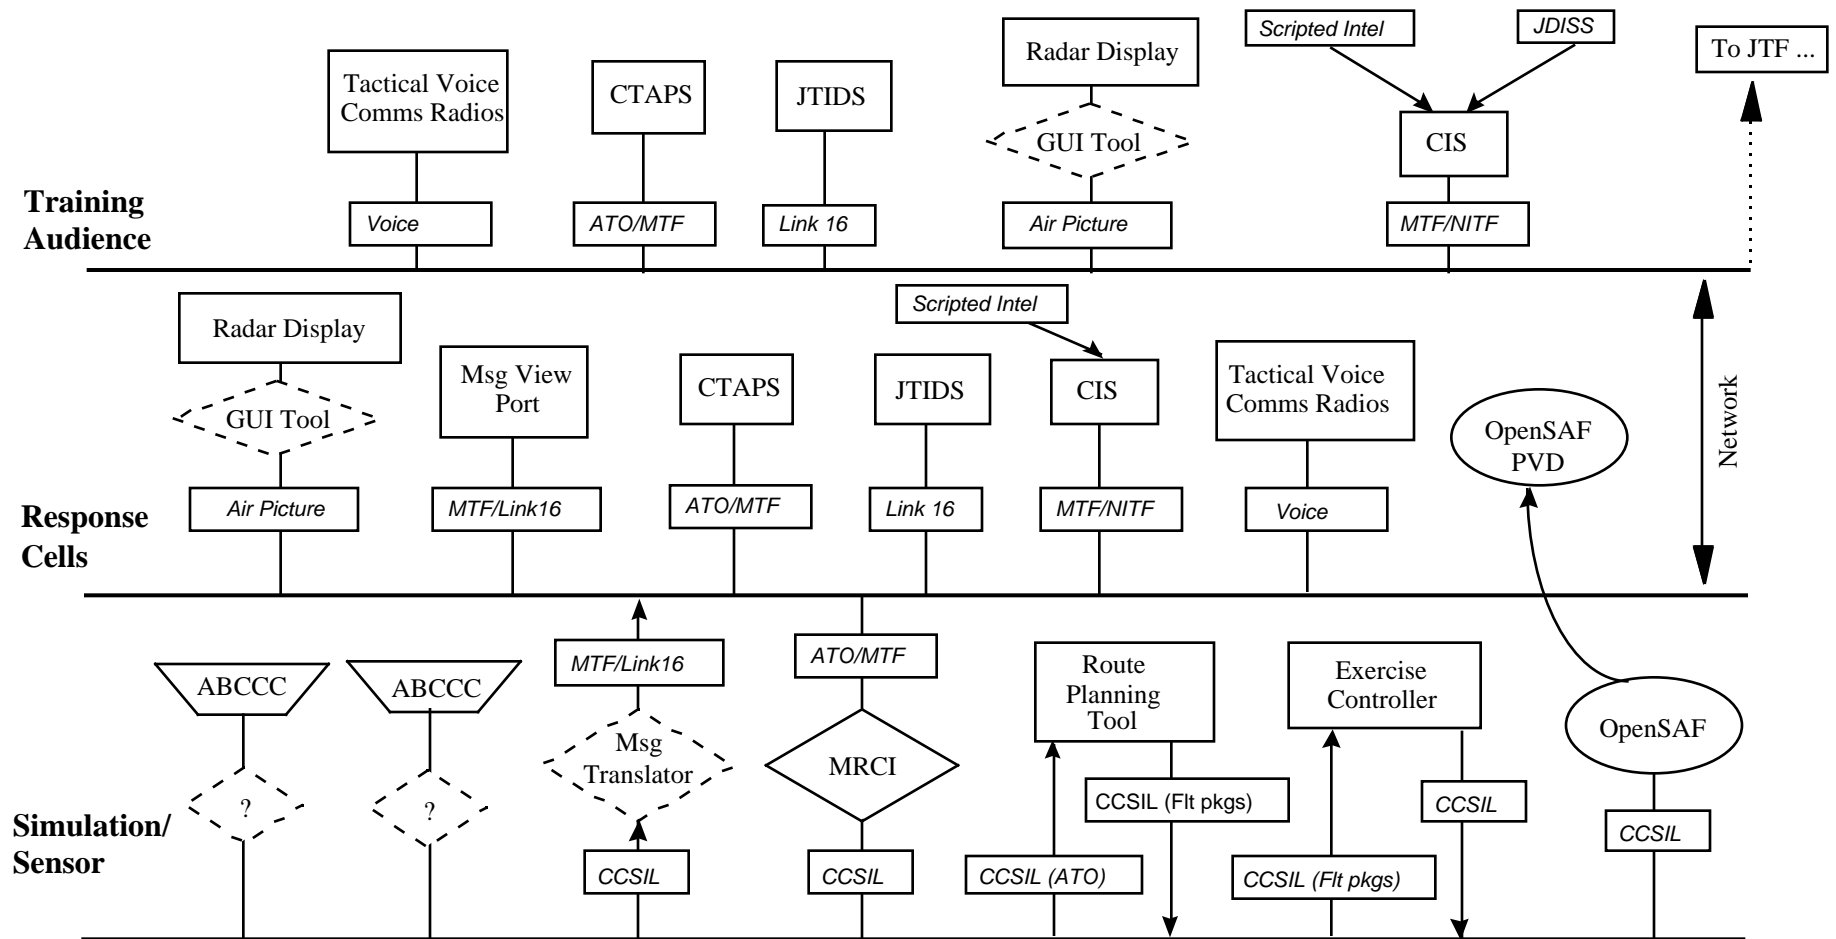 Scripted Intel
JDISS
To JTF ...
Radar Display
Tactical Voice
Comms Radios
CTAPS
JTIDS
GUI Tool
CIS
Training
Audience
Voice
ATO/MTF
Link 16
Air Picture
MTF/NITF
Scripted Intel
Radar Display
Msg View
Port
CTAPS
JTIDS
CIS
Tactical Voice
Comms Radios
GUI Tool
OpenSAF
PVD
Network
Response
Cells
Air Picture
MTF/Link16
ATO/MTF
Link 16
MTF/NITF
Voice
ABCCC
ABCCC
MTF/Link16
ATO/MTF
Route
Planning
Tool
Exercise
Controller
OpenSAF
Msg
Translator
MRCI
?
?
CCSIL (Flt pkgs)
CCSIL
CCSIL
Simulation/
Sensor
CCSIL
CCSIL
CCSIL (ATO)
CCSIL (Flt pkgs)